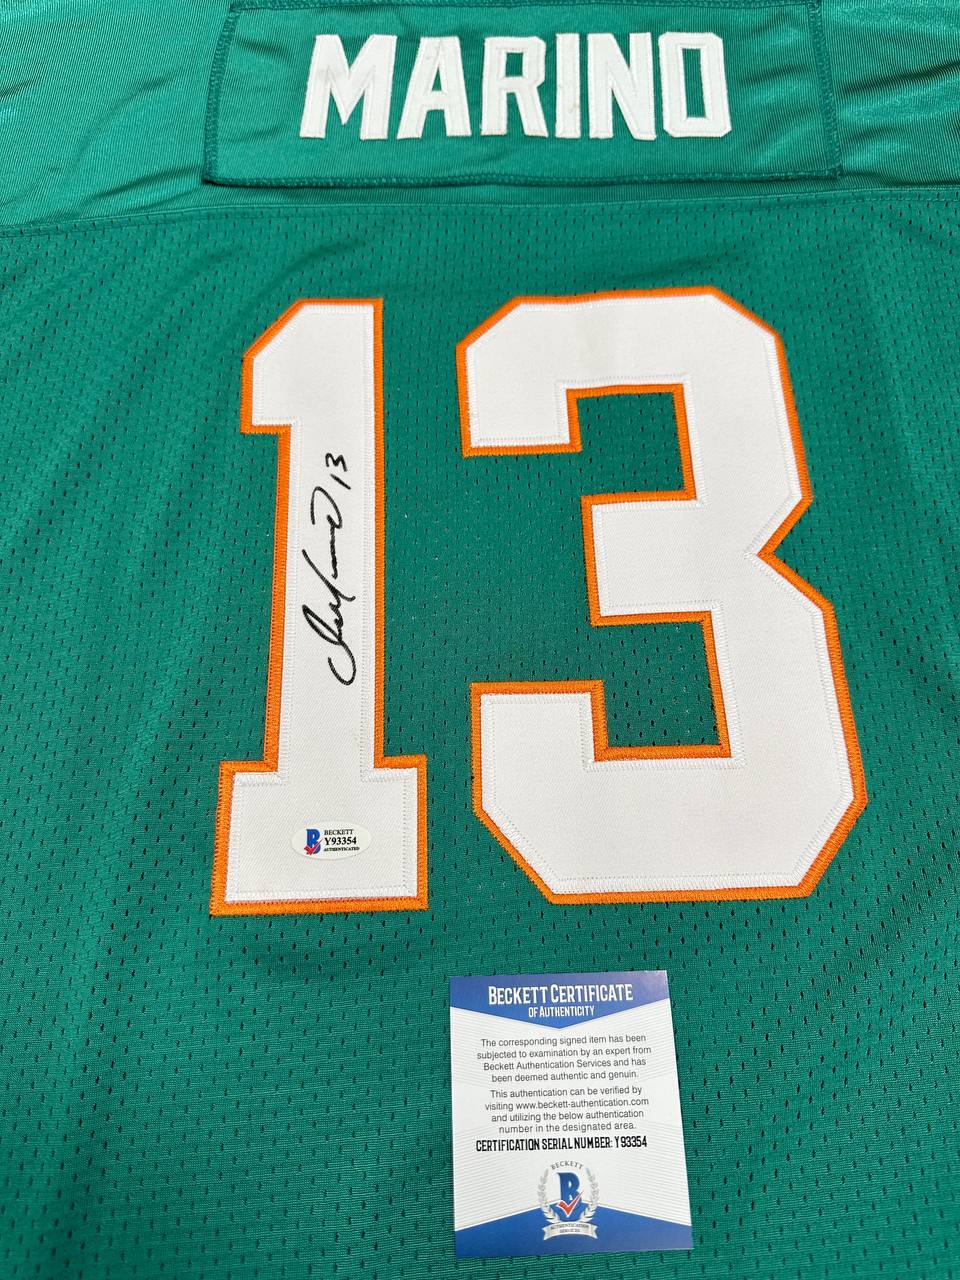 MARINO
13
13
BECKETT
Y93354
AUTHENTICATED
BECKETT CERTIFICATE
OF AUTHENTICITY
The corresponding signed item has been
subjected to examination by an expert from
Beckett Authentication Services and has
been deemed authentic and genuin.
This authentication can be verified by
visiting www.beckett-authentication.com
and utilizing the below authentication
number in the designated area.
CERTIFICATION SERIAL NUMBER: Y93354
BECKETT
B
AUTHENTICATION
SERVICES